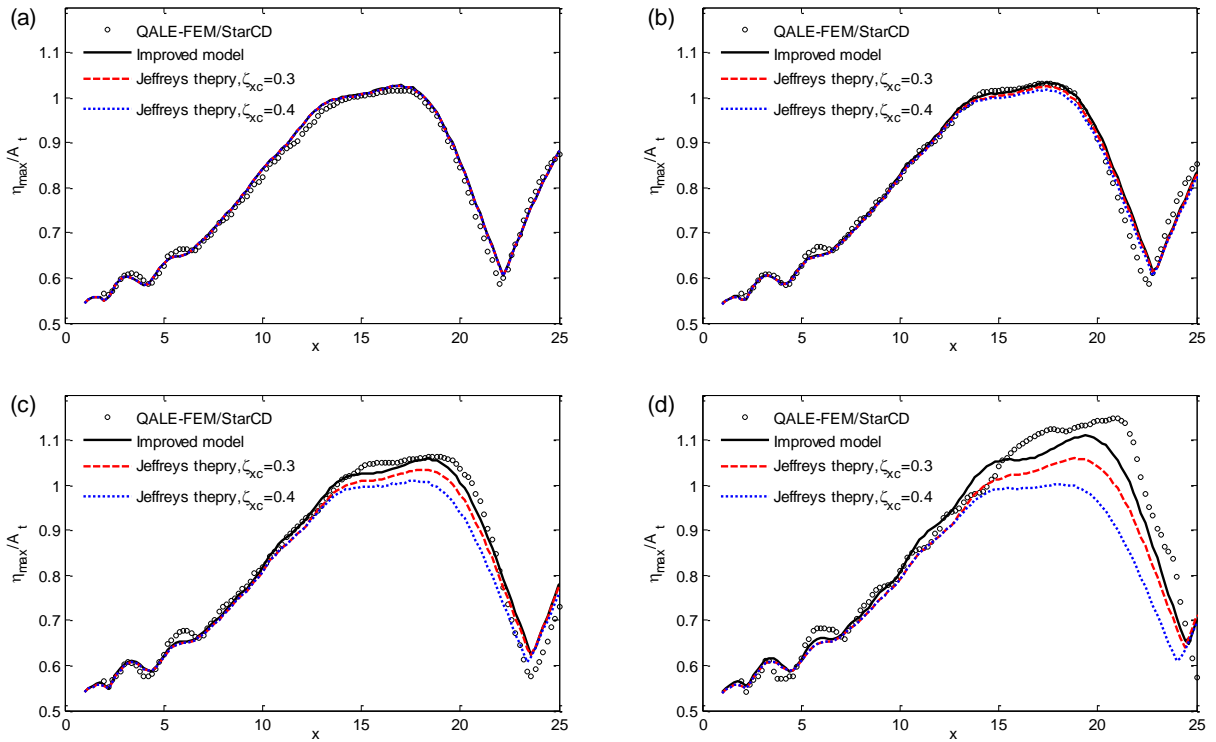 (a)
QALE-FEM/StarCD
Improved model
Jeffreys thepry,ζxc=0.3
Jeffreys thepry,ζxc=0.4
1.1
1
0.9
0.8
0.7
0.6
0.5
ηmax/At
0 5 10 15 20 25
x
(b)
QALE-FEM/StarCD
Improved model
Jeffreys thepry,ζxc=0.3
Jeffreys thepry,ζxc=0.4
1.1
1
0.9
0.8
0.7
0.6
0.5
ηmax/At
0 5 10 15 20 25
x
(c)
QALE-FEM/StarCD
Improved model
Jeffreys thepry,ζxc=0.3
Jeffreys thepry,ζxc=0.4
1.1
1
0.9
0.8
0.7
0.6
0.5
ηmax/At
0 5 10 15 20 25
x
(d)
QALE-FEM/StarCD
Improved model
Jeffreys thepry,ζxc=0.3
Jeffreys thepry,ζxc=0.4
1.1
1
0.9
0.8
0.7
0.6
0.5
ηmax/At
0 5 10 15 20 25
x